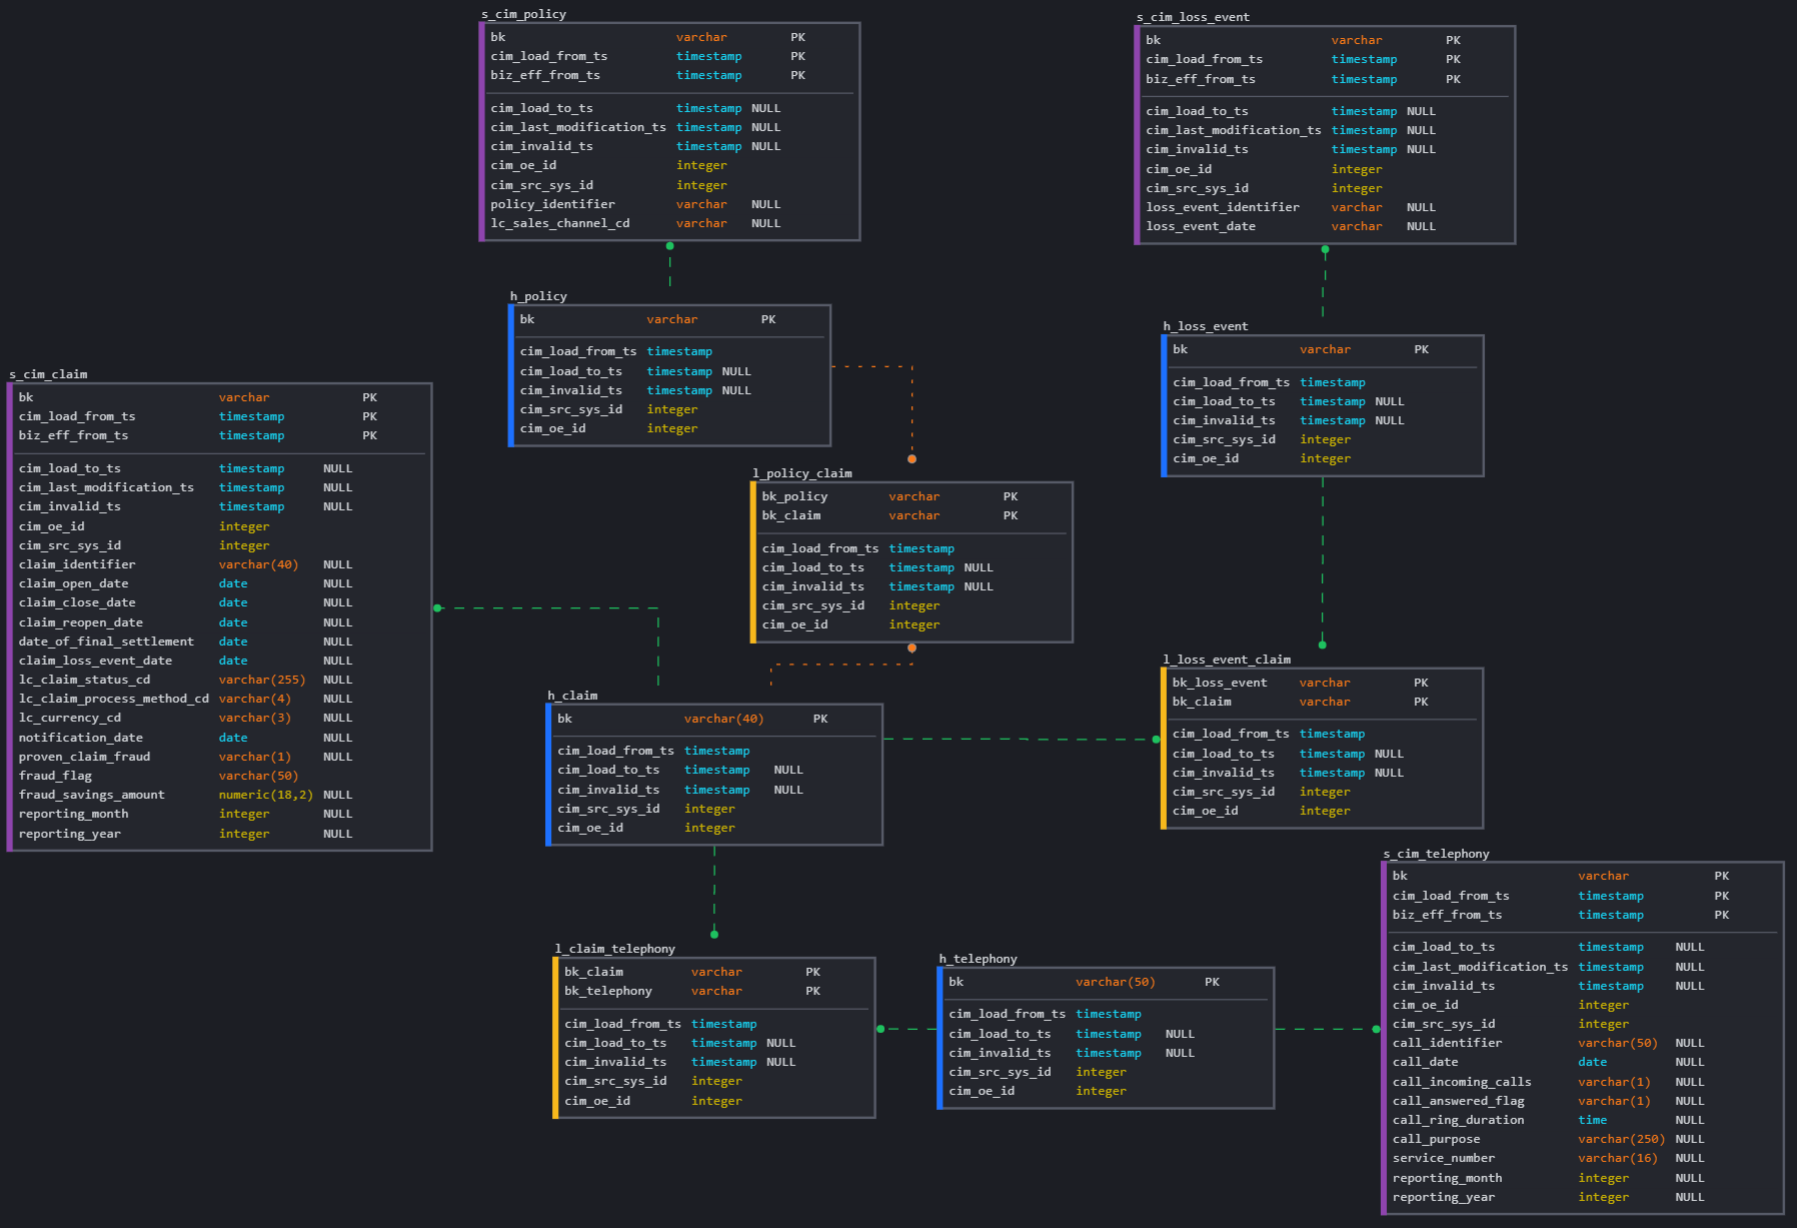 s_cim_policy
bk varchar PK
cim_load_from_ts timestamp PK
biz_eff_from_ts timestamp PK
cim_load_to_ts timestamp NULL
cim_last_modification_ts timestamp NULL
cim_invalid_ts timestamp NULL
cim_oe_id integer
cim_src_sys_id integer
policy_identifier varchar NULL
lc_sales_channel_cd varchar NULL
s_cim_loss_event
bk varchar PK
cim_load_from_ts timestamp PK
biz_eff_from_ts timestamp PK
cim_load_to_ts timestamp NULL
cim_last_modification_ts timestamp NULL
cim_invalid_ts timestamp NULL
cim_oe_id integer
cim_src_sys_id integer
loss_event_identifier varchar NULL
loss_event_date varchar NULL
h_policy
bk varchar PK
cim_load_from_ts timestamp
cim_load_to_ts timestamp NULL
cim_invalid_ts timestamp NULL
cim_src_sys_id integer
cim_oe_id integer
h_loss_event
bk varchar PK
cim_load_from_ts timestamp
cim_load_to_ts timestamp NULL
cim_invalid_ts timestamp NULL
cim_src_sys_id integer
cim_oe_id integer
s_cim_claim
bk varchar PK
cim_load_from_ts timestamp PK
biz_eff_from_ts timestamp PK
cim_load_to_ts timestamp NULL
cim_last_modification_ts timestamp NULL
cim_invalid_ts timestamp NULL
cim_oe_id integer
cim_src_sys_id integer
claim_identifier varchar(40) NULL
claim_open_date date NULL
claim_close_date date NULL
claim_reopen_date date NULL
date_of_final_settlement date NULL
claim_loss_event_date date NULL
lc_claim_status_cd varchar(255) NULL
lc_claim_process_method_cd varchar(4) NULL
lc_currency_cd varchar(3) NULL
notification_date date NULL
proven_claim_fraud varchar(1) NULL
fraud_flag varchar(50)
fraud_savings_amount numeric(18,2) NULL
reporting_month integer NULL
reporting_year integer NULL
l_policy_claim
bk_policy varchar PK
bk_claim varchar PK
cim_load_from_ts timestamp
cim_load_to_ts timestamp NULL
cim_invalid_ts timestamp NULL
cim_src_sys_id integer
cim_oe_id integer
l_loss_event_claim
bk_loss_event varchar PK
bk_claim varchar PK
cim_load_from_ts timestamp
cim_load_to_ts timestamp NULL
cim_invalid_ts timestamp NULL
cim_src_sys_id integer
cim_oe_id integer
h_claim
bk varchar(40) PK
cim_load_from_ts timestamp
cim_load_to_ts timestamp NULL
cim_invalid_ts timestamp NULL
cim_src_sys_id integer
cim_oe_id integer
l_claim_telephony
bk_claim varchar PK
bk_telephony varchar PK
cim_load_from_ts timestamp
cim_load_to_ts timestamp NULL
cim_invalid_ts timestamp NULL
cim_src_sys_id integer
cim_oe_id integer
h_telephony
bk varchar(50) PK
cim_load_from_ts timestamp
cim_load_to_ts timestamp NULL
cim_invalid_ts timestamp NULL
cim_src_sys_id integer
cim_oe_id integer
s_cim_telephony
bk varchar PK
cim_load_from_ts timestamp PK
biz_eff_from_ts timestamp PK
cim_load_to_ts timestamp NULL
cim_last_modification_ts timestamp NULL
cim_invalid_ts timestamp NULL
cim_oe_id integer
cim_src_sys_id integer
call_identifier varchar(50) NULL
call_date date NULL
call_incoming_calls varchar(1) NULL
call_answered_flag varchar(1) NULL
call_ring_duration time NULL
call_purpose varchar(250) NULL
service_number varchar(16) NULL
reporting_month integer NULL
reporting_year integer NULL